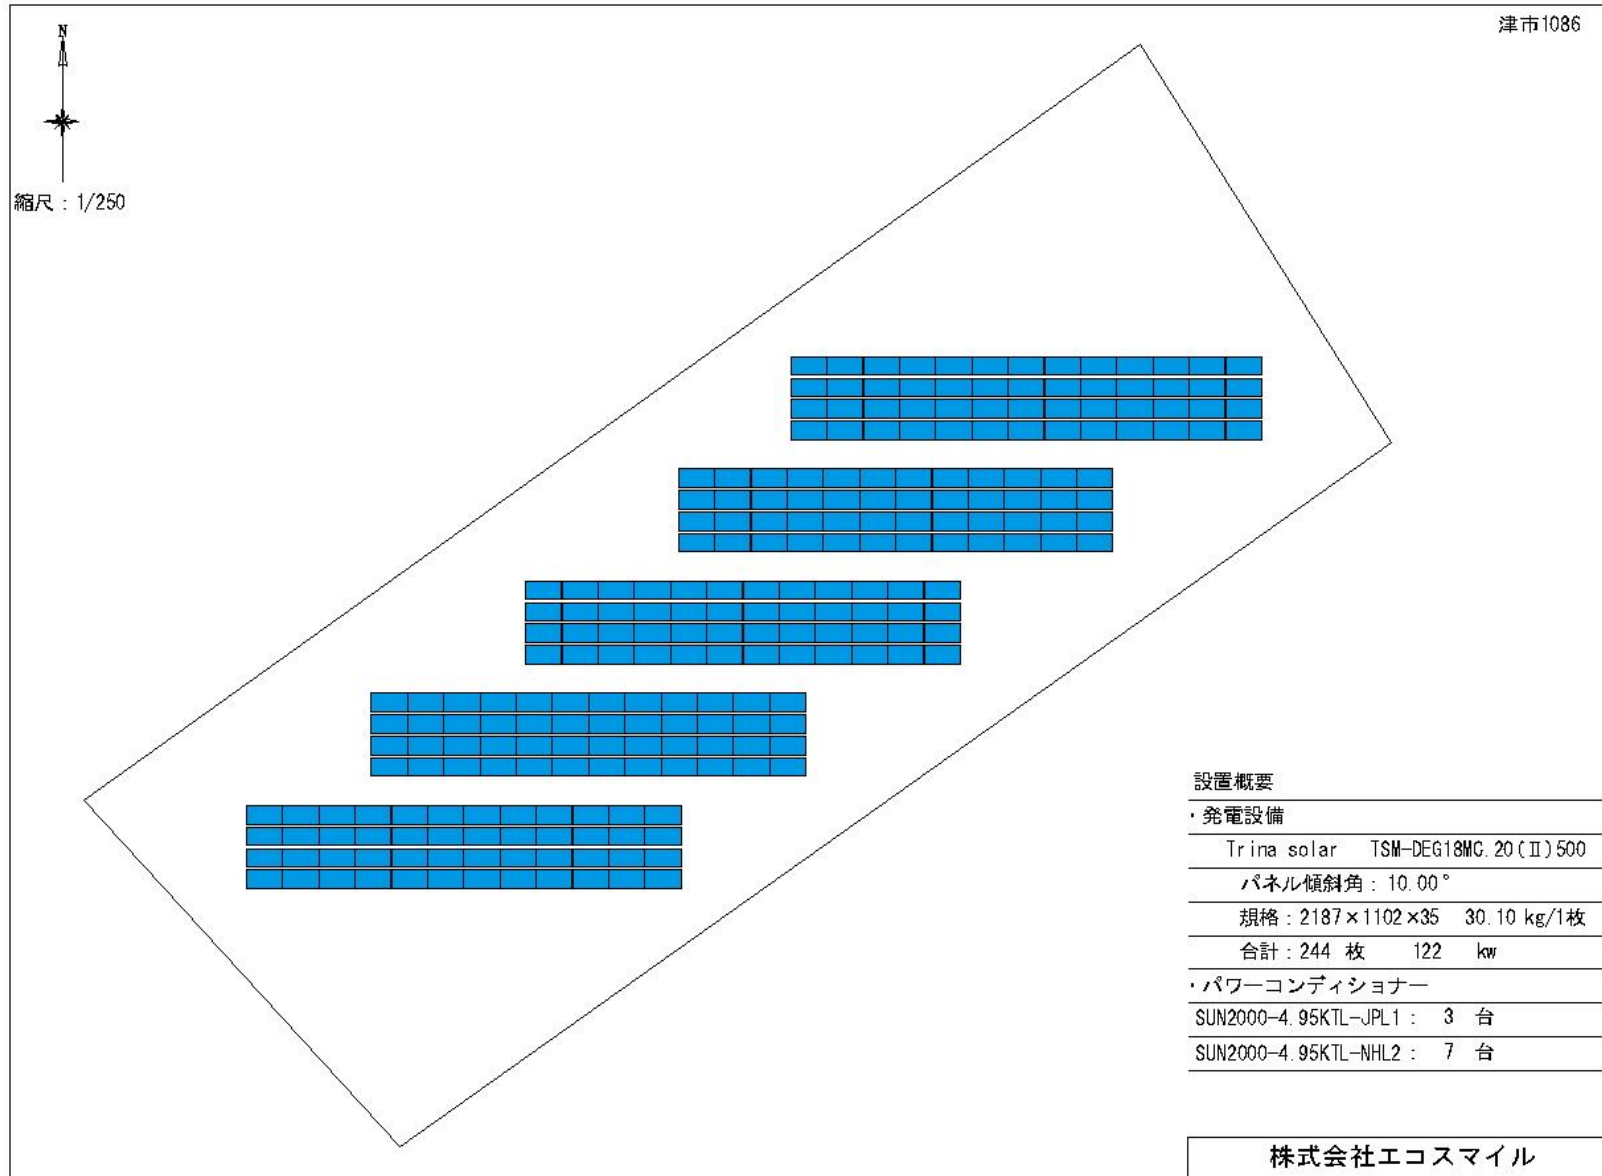 津市1086
N
縮尺：1/250
設置概要
・発電設備
Trina solar TSM-DEG18MC.20(Ⅱ)500
パネル傾斜角：10.00°
規格：2187×1102×35 30.10 kg/1枚
合計：244 枚 122 kw
・パワーコンディショナー
SUN2000-4.95KTL-JPL1： 3 台
SUN2000-4.95KTL-NHL2： 7 台
株式会社エコスマイル